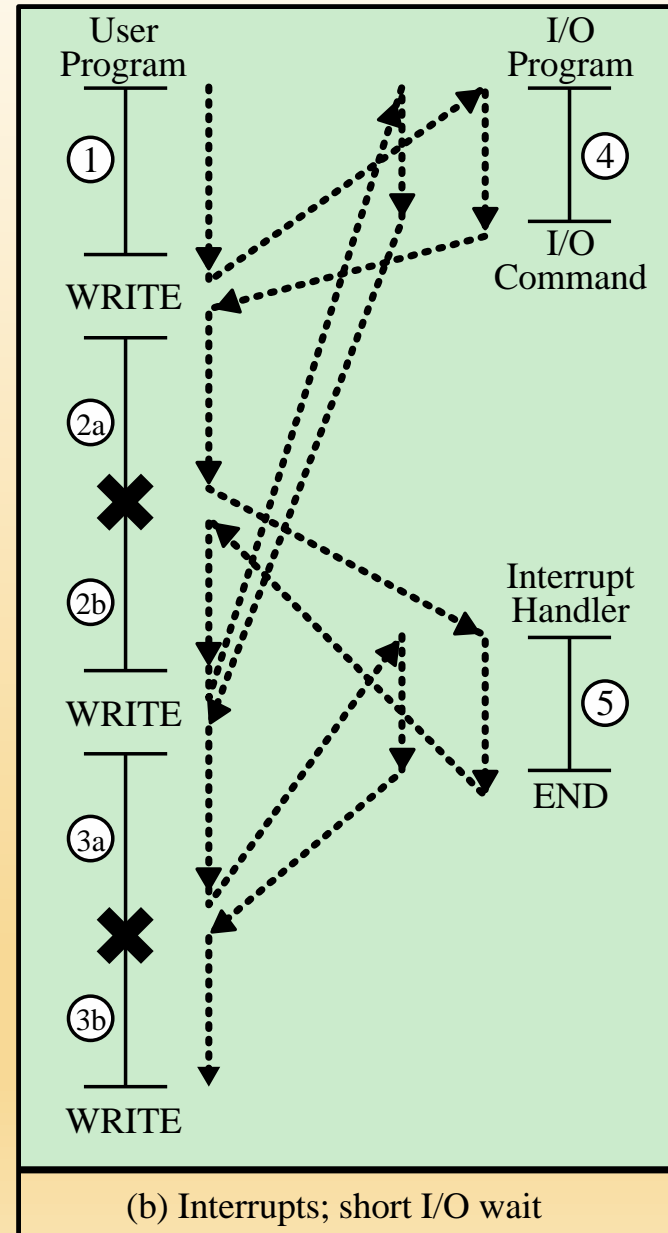 User
Program
I/O
Program
1
4
WRITE
I/O
Command
2a
2b
Interrupt
Handler
WRITE
5
END
3a
3b
WRITE
(b) Interrupts; short I/O wait